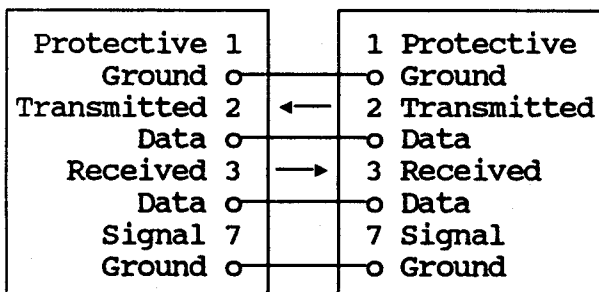 Protective 1 1 Protective
Ground Ground
Transmitted 2 2 Transmitted
Data Data
Received 3 3 Received
Data Data
Signal 7 7 Signal
Ground Ground